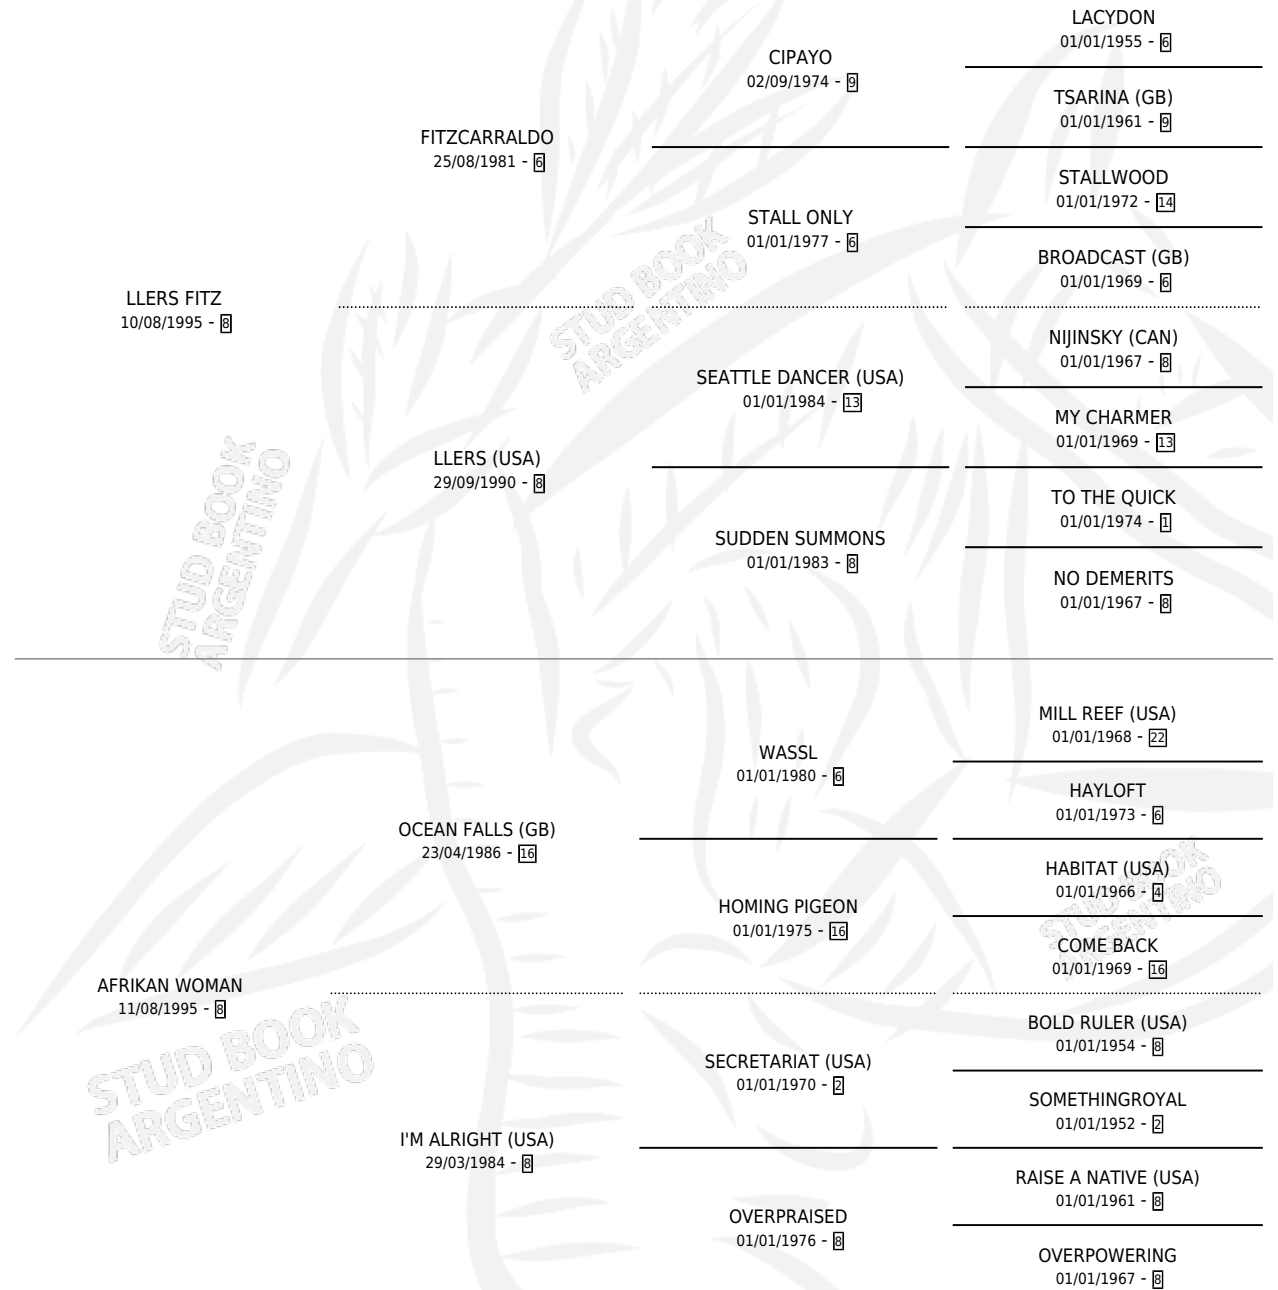 LACYDON
01/01/1955 - 6
CIPAYO
02/09/1974 - 9
TSARINA (GB)
01/01/1961 - 9
FITZCARRALDO
25/08/1981 - 6
STALLWOOD
01/01/1972 - 14
STALL ONLY
01/01/1977 - 6
BROADCAST (GB)
01/01/1969 - 6
LLERS FITZ
10/08/1995 - 8
NIJINSKY (CAN)
01/01/1967 - 8
SEATTLE DANCER (USA)
01/01/1984 - 13
MY CHARMER
01/01/1969 - 13
LLERS (USA)
29/09/1990 - 8
TO THE QUICK
01/01/1974 - 1
SUDDEN SUMMONS
01/01/1983 - 8
NO DEMERITS
01/01/1967 - 8
MILL REEF (USA)
01/01/1968 - 22
WASSL
01/01/1980 - 6
HAYLOFT
01/01/1973 - 6
OCEAN FALLS (GB)
23/04/1986 - 16
HABITAT (USA)
01/01/1966 - 4
HOMING PIGEON
01/01/1975 - 16
COME BACK
01/01/1969 - 16
AFRIKAN WOMAN
11/08/1995 - 8
BOLD RULER (USA)
01/01/1954 - 8
SECRETARIAT (USA)
01/01/1970 - 2
SOMETHINGROYAL
01/01/1952 - 2
I'M ALRIGHT (USA)
29/03/1984 - 8
RAISE A NATIVE (USA)
01/01/1961 - 8
OVERPRAISED
01/01/1976 - 8
OVERPOWERING
01/01/1967 - 8
STUD BOOK
ARGENTINO
STUD BOOK
ARGENTINO
STUD BOOK
ARGENTINO
STUD BOOK
ARGENTINO